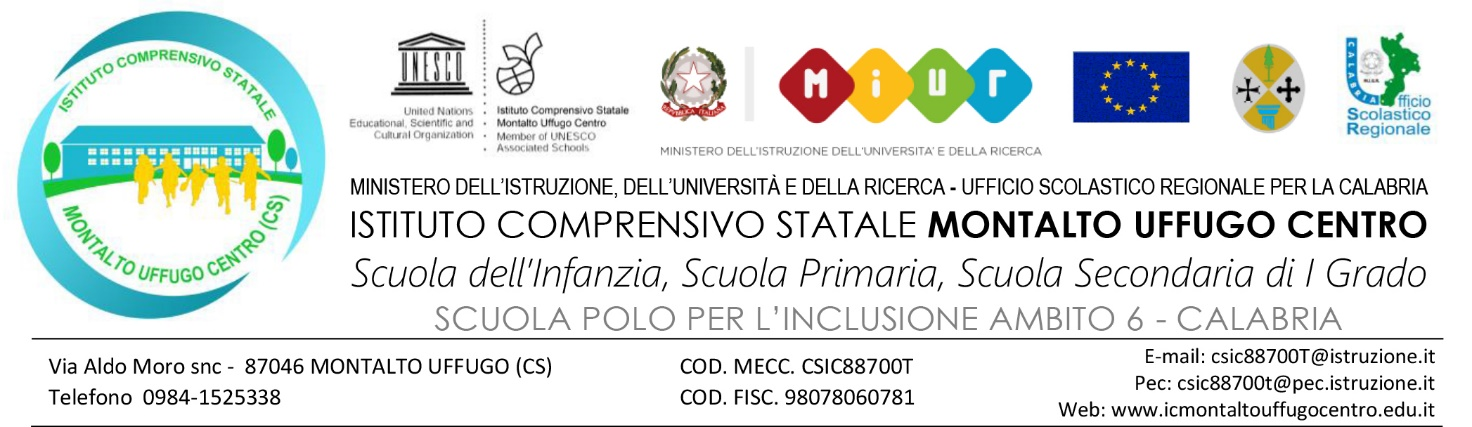 ISTITUTO COMPRENSIVO STATALE
MONTALTO UFFUGO CENTRO (CS)
UNESCO
United Nations
Educational, Scientific and
Cultural Organization
Istituto Comprensivo Statale
Montalto Uffugo Centro
Member of UNESCO
Associated Schools
REPVBBLICA ITALIANA
MiUr
MINISTERO DELL'ISTRUZIONE DELL'UNIVERSITA' E DELLA RICERCA
CALABRIA
Ufficio
Scolastico
Regionale
MINISTERO DELL'ISTRUZIONE, DELL'UNIVERSITÀ E DELLA RICERCA - UFFICIO SCOLASTICO REGIONALE PER LA CALABRIA
ISTITUTO COMPRENSIVO STATALE MONTALTO UFFUGO CENTRO
Scuola dell'Infanzia, Scuola Primaria, Scuola Secondaria di I Grado
SCUOLA POLO PER L'INCLUSIONE AMBITO 6 - CALABRIA
Via Aldo Moro snc - 87046 MONTALTO UFFUGO (CS)
Telefono 0984-1525338
COD. MECC. CSIC88700T
COD. FISC. 98078060781
E-mail: csic88700T@istruzione.it
Pec: csic88700t@pec.istruzione.it
Web: www.icmontaltouffugocentro.edu.it